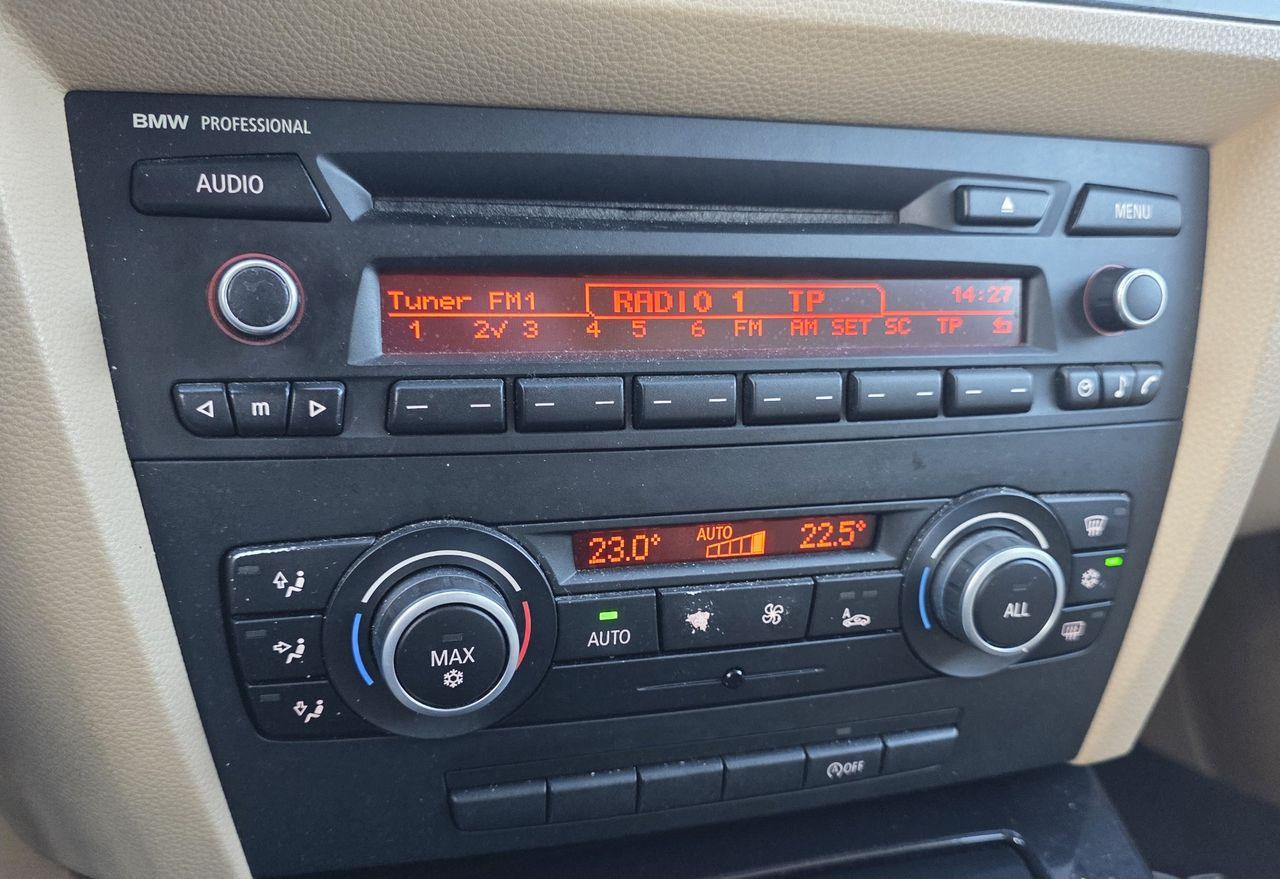 BMW PROFESSIONAL
AUDIO
MENU
Tuner FM1 RADIO 1 TP 14:27
1 2√ 3 4 5 6 FM AM SET SC TP
m
23.0° AUTO 22.5°
MAX
AUTO
A
ALL
A OFF